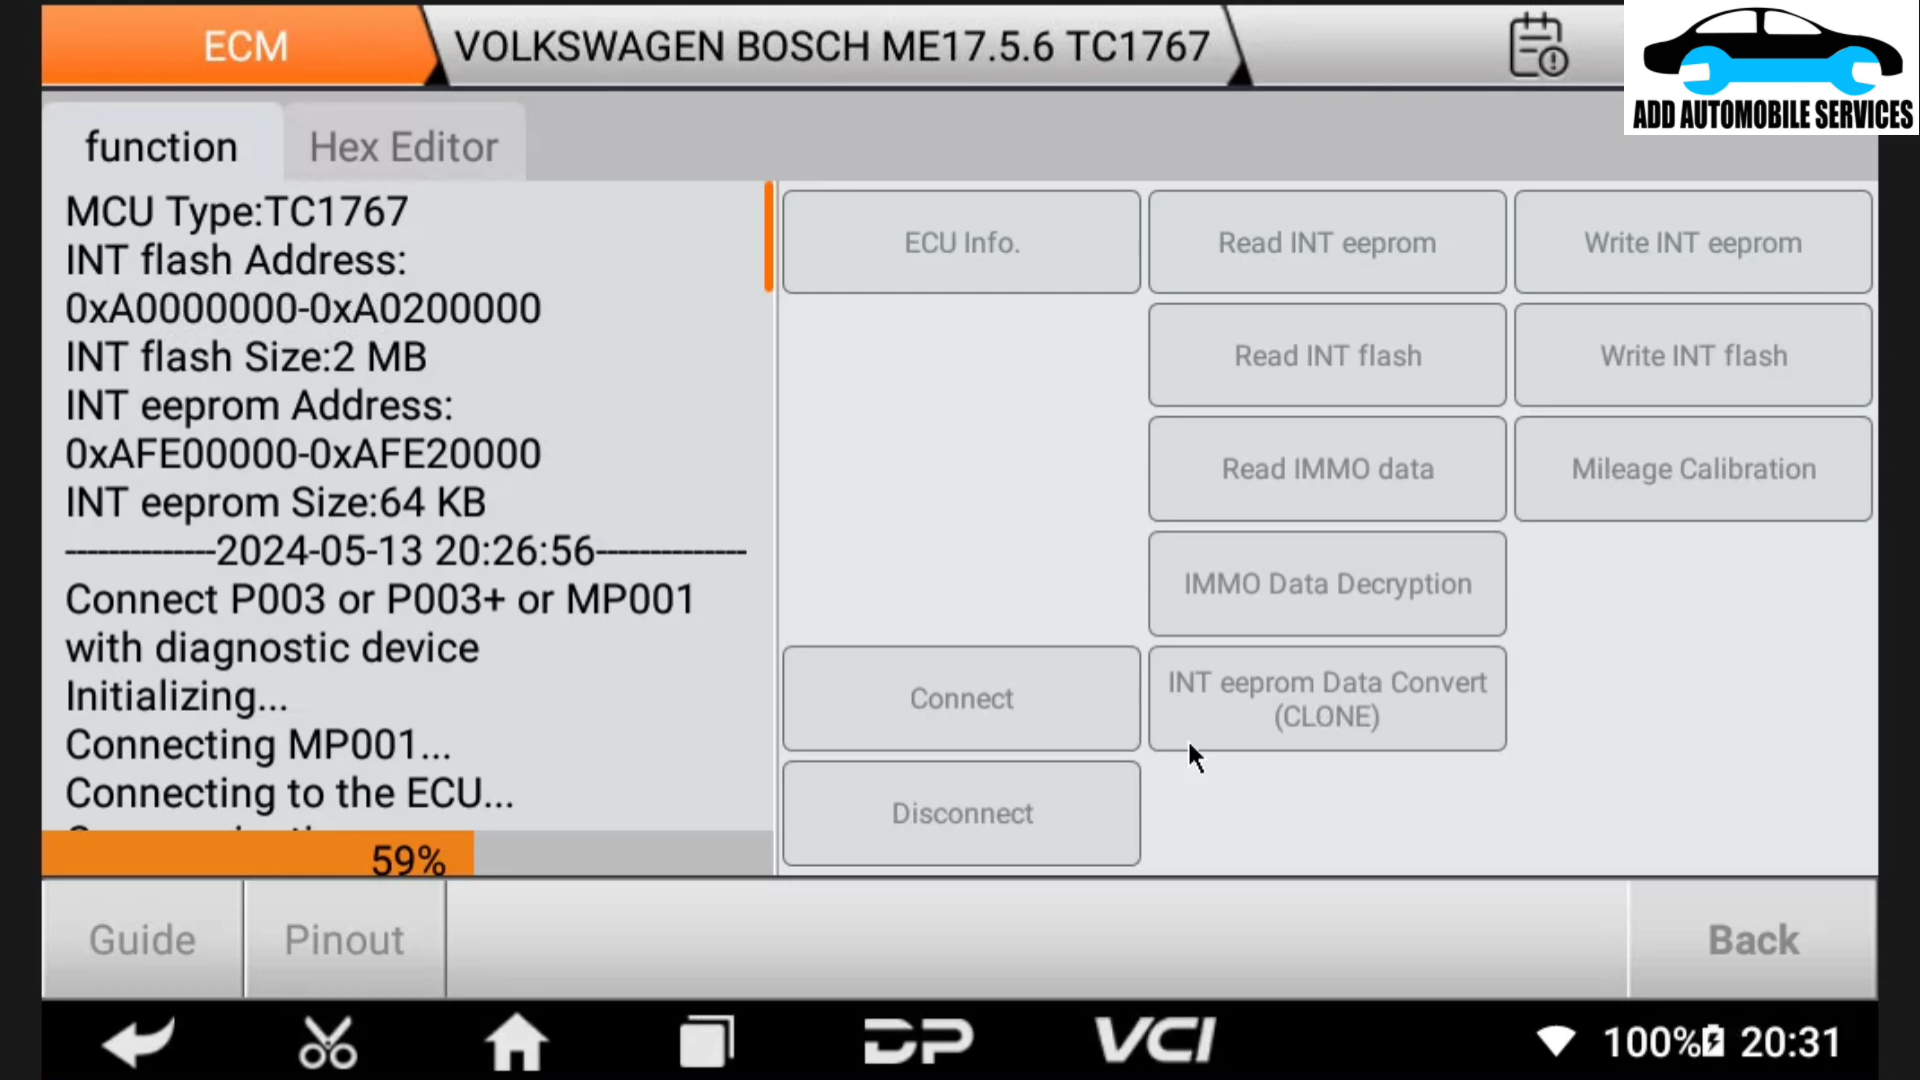 ECM
VOLKSWAGEN BOSCH ME17.5.6 TC1767
ADD AUTOMOBILE SERVICES
function
Hex Editor
MCU Type:TC1767
INT flash Address:
0xA0000000-0xA0200000
INT flash Size:2 MB
INT eeprom Address:
0xAFE00000-0xAFE20000
INT eeprom Size:64 KB
--------------2024-05-13 20:26:56--------------
Connect P003 or P003+ or MP001
with diagnostic device
Initializing...
Connecting MP001...
Connecting to the ECU...
59%
ECU Info.
Read INT eeprom
Write INT eeprom
Read INT flash
Write INT flash
Read IMMO data
Mileage Calibration
IMMO Data Decryption
Connect
INT eeprom Data Convert
(CLONE)
Disconnect
Guide
Pinout
Back
DP
VCI
100%
20:31